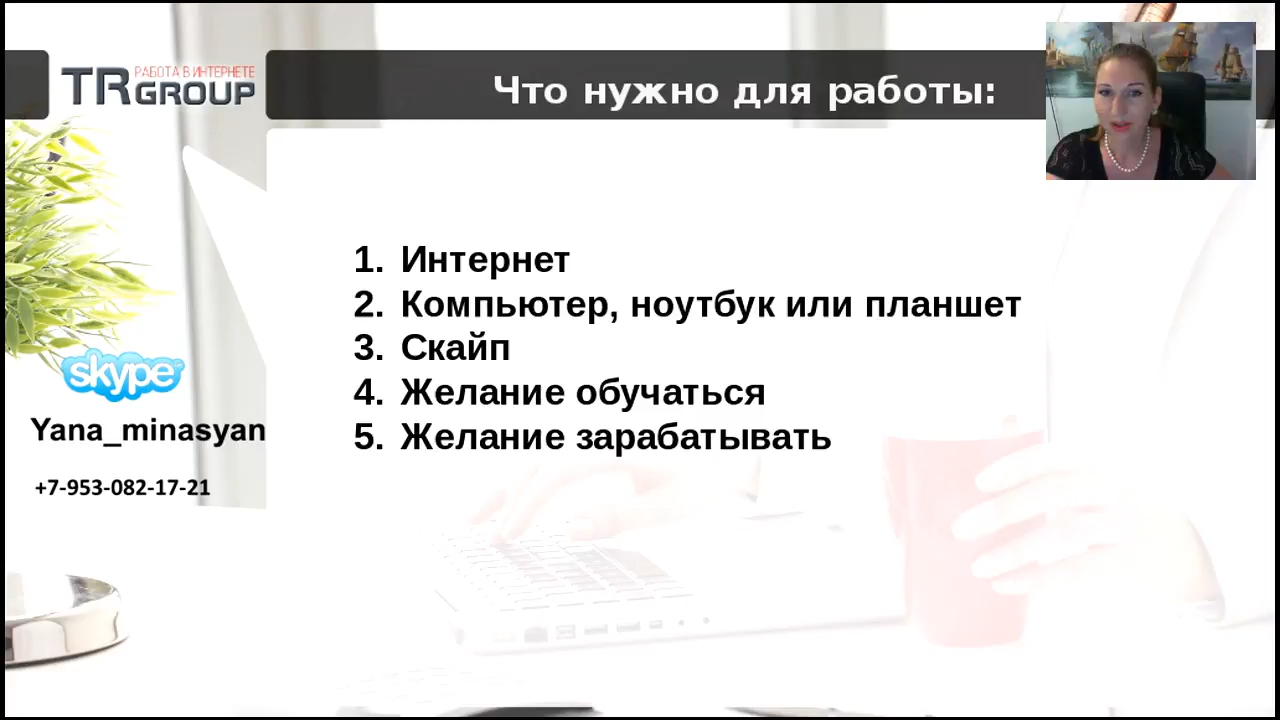 РАБОТА В ИНТЕРНЕТЕ
TR GROUP
Что нужно для работы:
1. Интернет
2. Компьютер, ноутбук или планшет
3. Скайп
4. Желание обучаться
5. Желание зарабатывать
skype
Yana_minasyan
+7-953-082-17-21